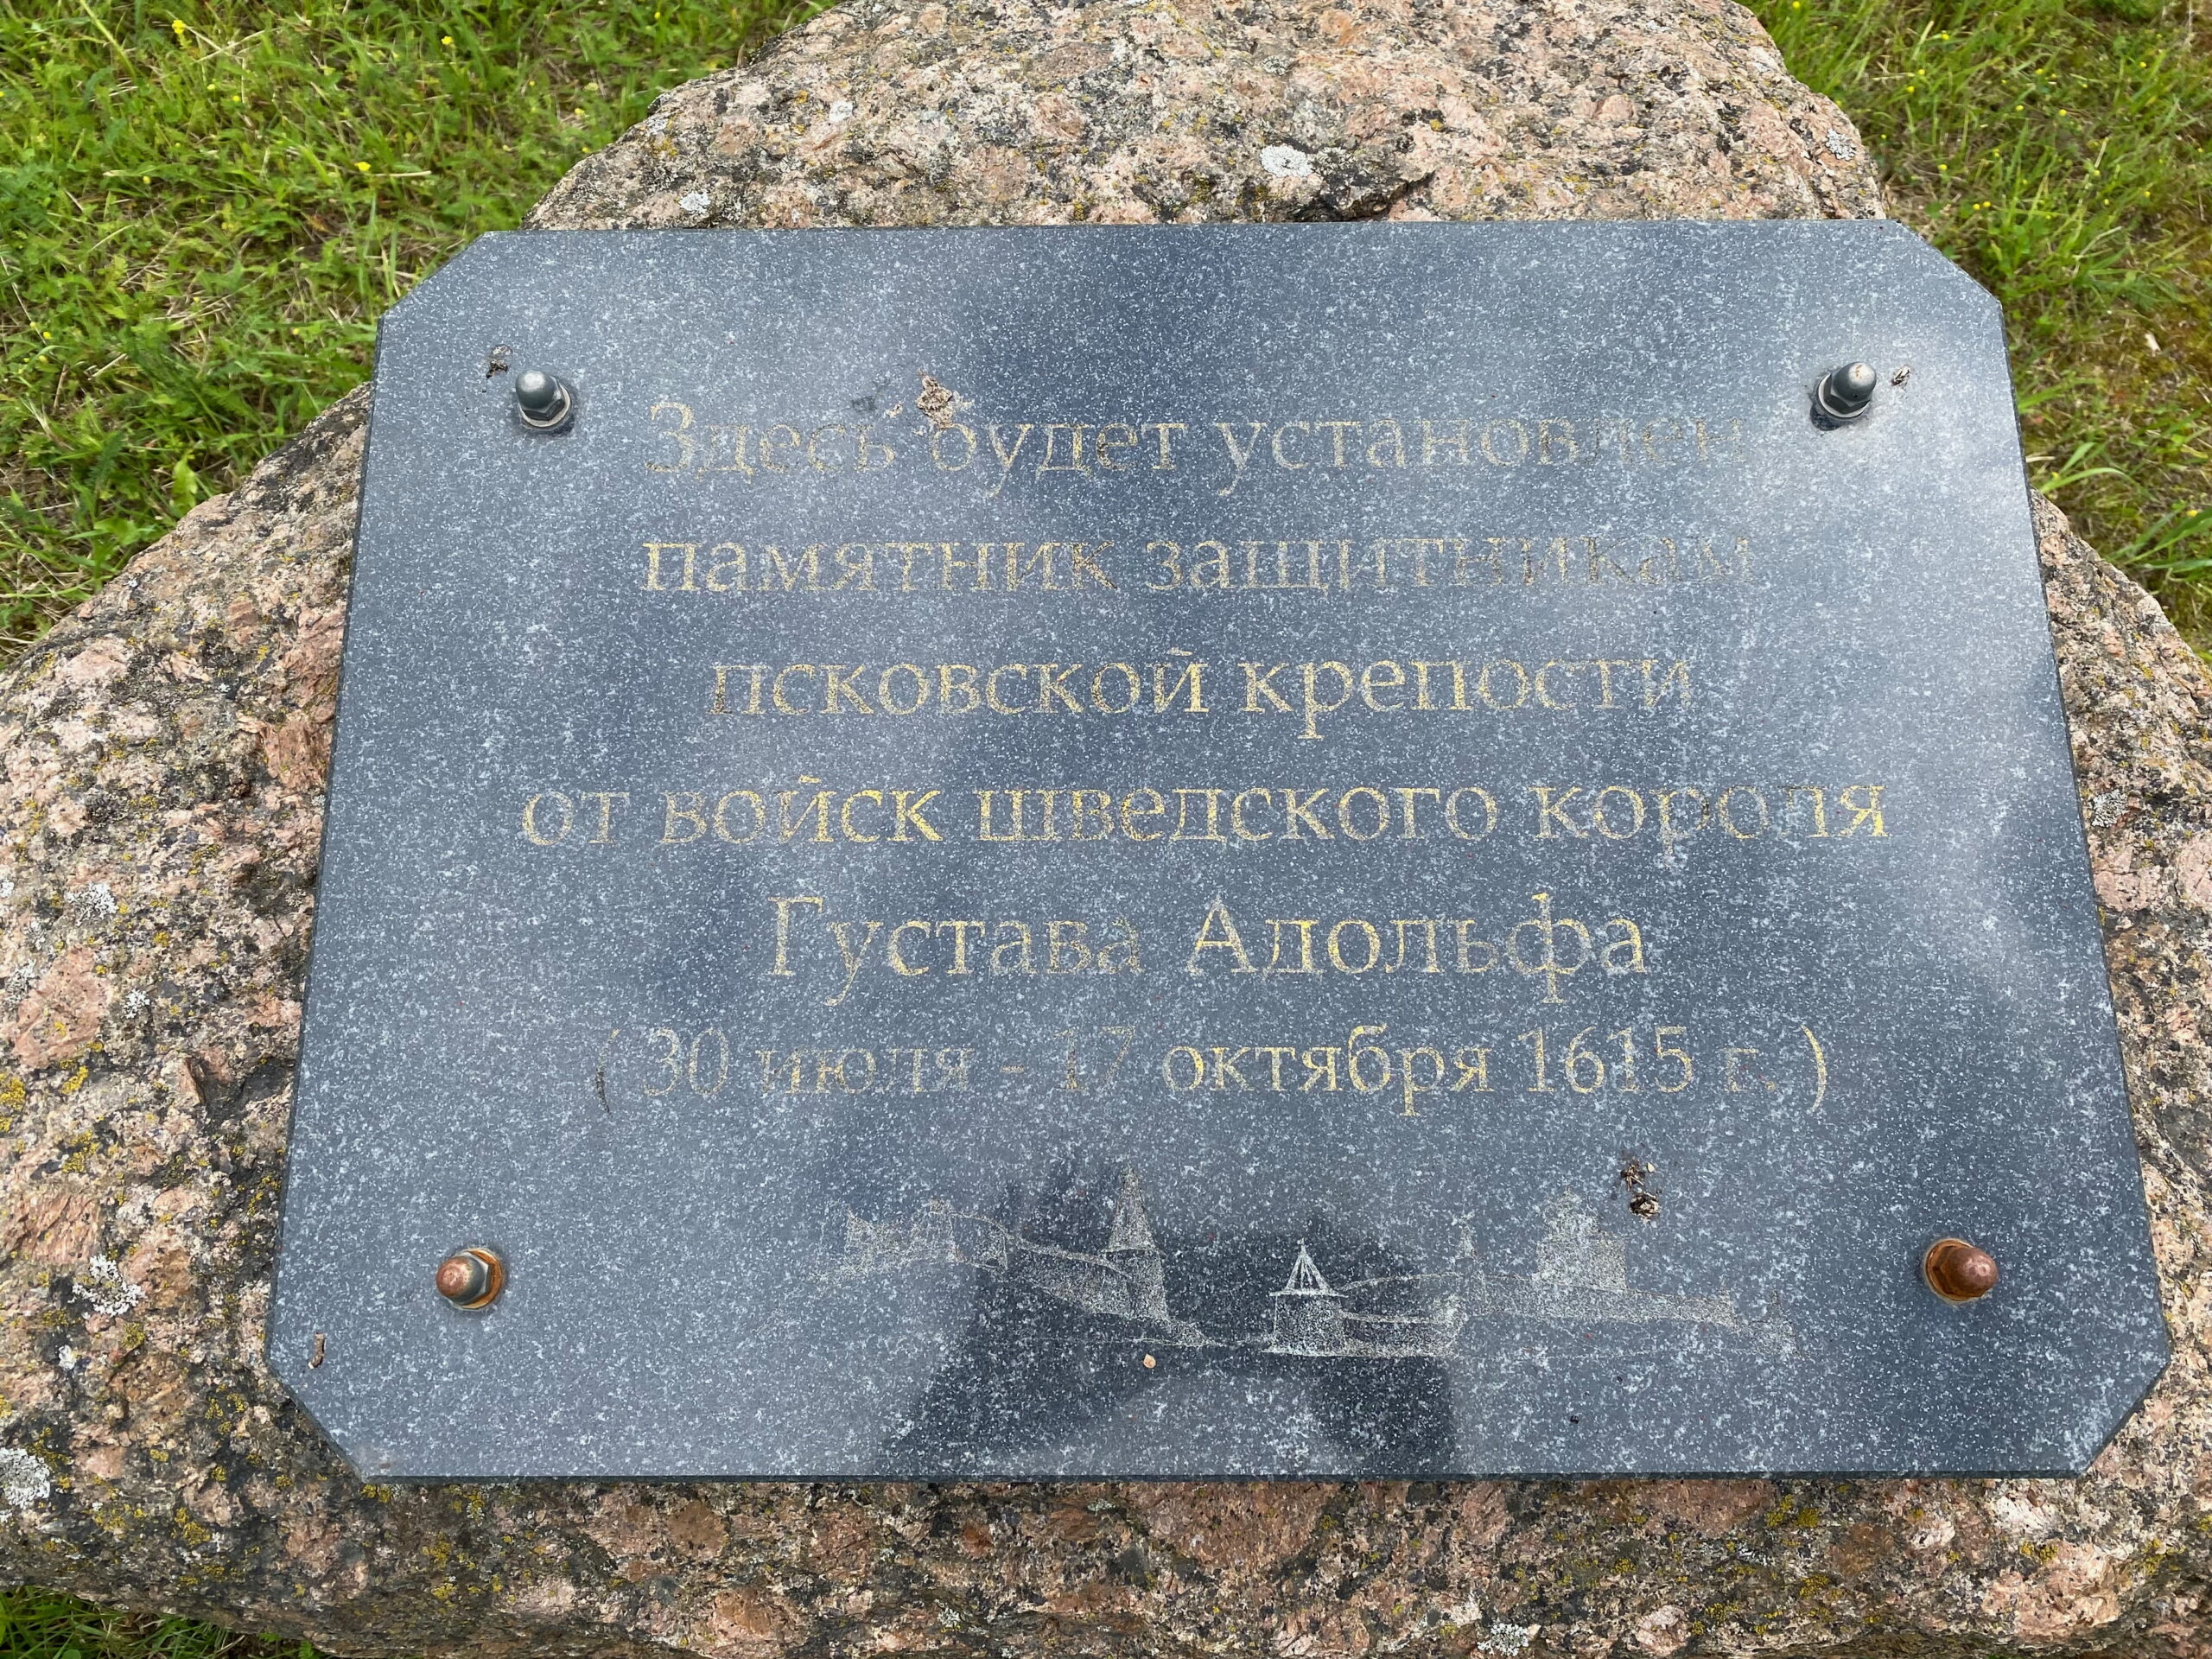 Здесь будет установлен
памятник защитникам
псковской крепости
от войск шведского короля
Густава Адольфа
( 30 июля - 17 октября 1615 г. )